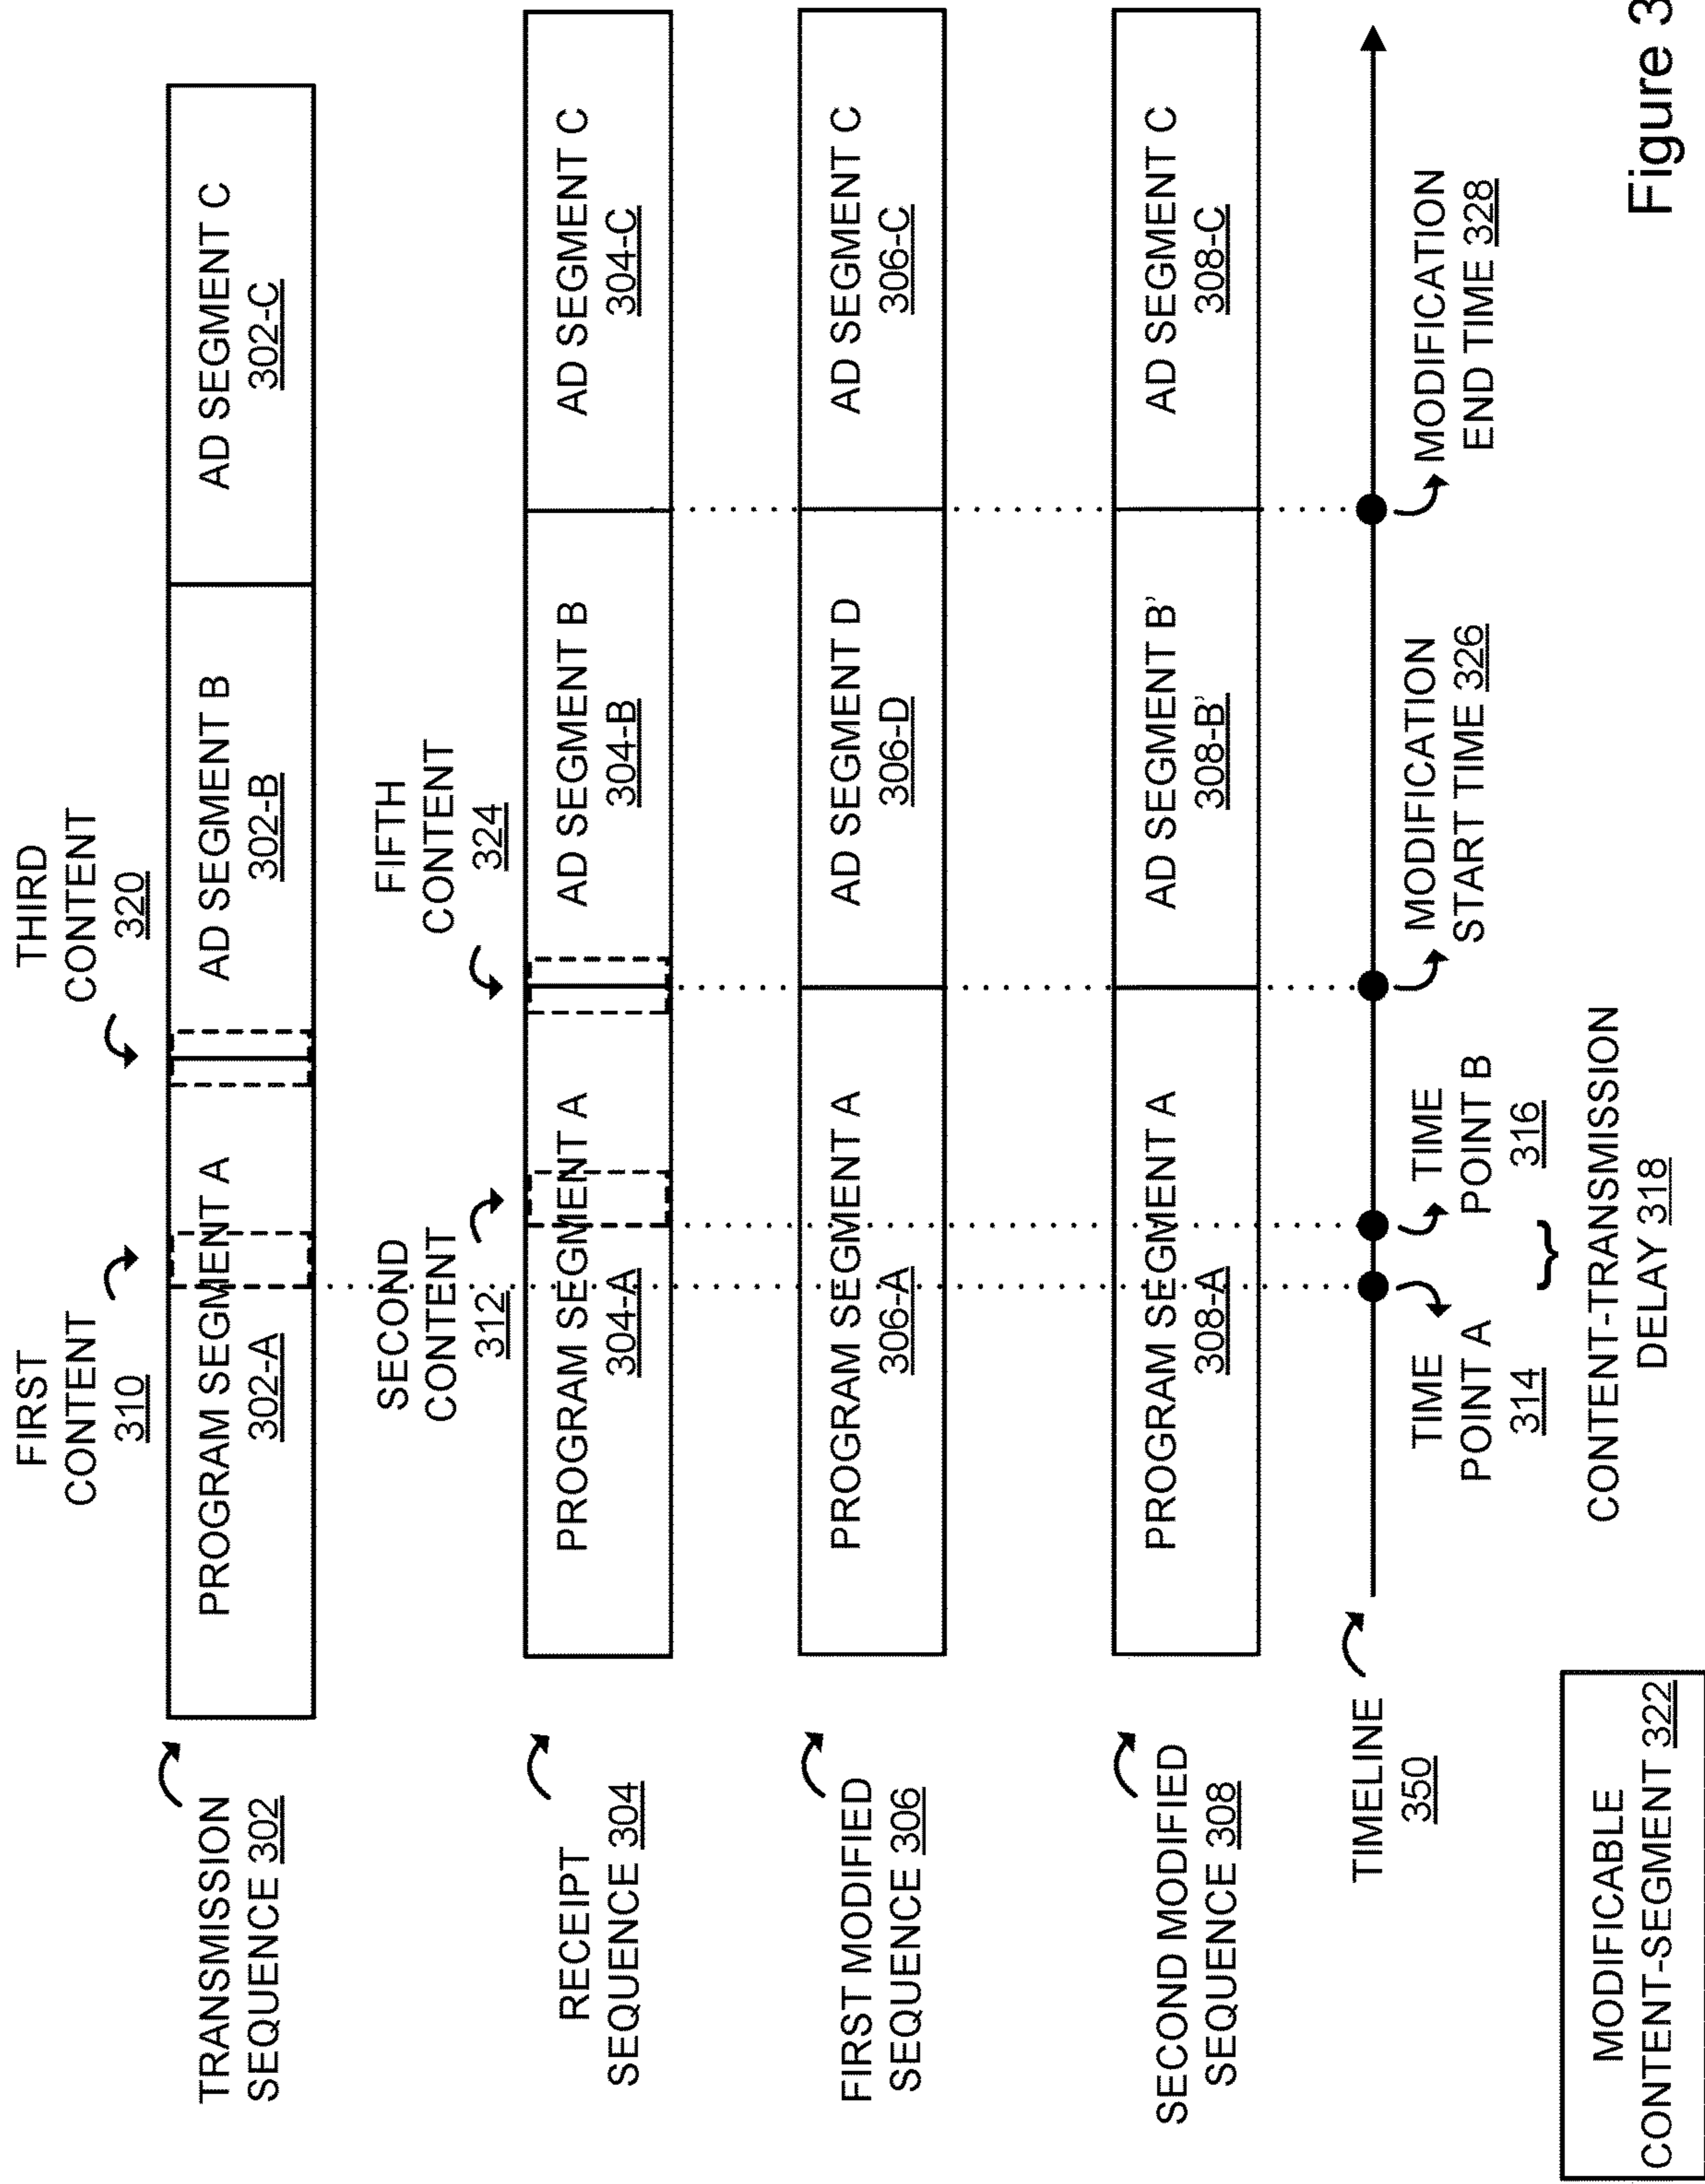 FIRST
CONTENT
310
THIRD
CONTENT
320
TRANSMISSION
SEQUENCE 302
PROGRAM SEGMENT A
302-A
AD SEGMENT B
302-B
AD SEGMENT C
302-C
SECOND
CONTENT
312
FIFTH
CONTENT
324
RECEIPT
SEQUENCE 304
PROGRAM SEGMENT A
304-A
AD SEGMENT B
304-B
AD SEGMENT C
304-C
FIRST MODIFIED
SEQUENCE 306
PROGRAM SEGMENT A
306-A
AD SEGMENT D
306-D
AD SEGMENT C
306-C
SECOND MODIFIED
SEQUENCE 308
PROGRAM SEGMENT A
308-A
AD SEGMENT B'
308-B'
AD SEGMENT C
308-C
TIMELINE
350
TIME
POINT A
314
TIME
POINT B
316
MODIFICATION
START TIME 326
MODIFICATION
END TIME 328
CONTENT-TRANSMISSION
DELAY 318
MODIFICABLE
CONTENT-SEGMENT 322
Figure 3